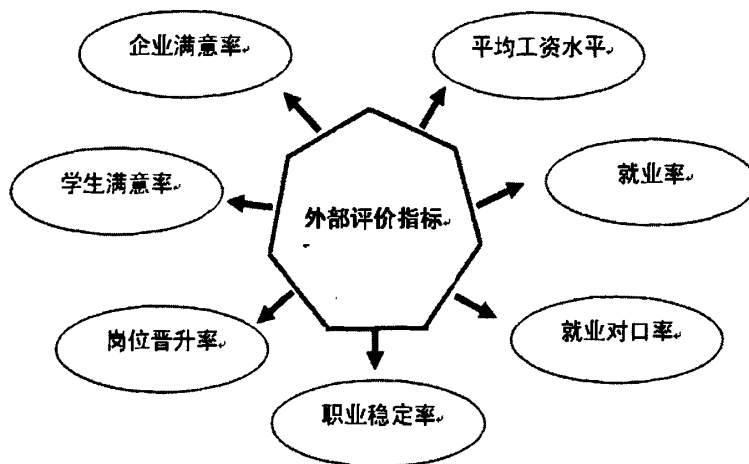 企业满意率
平均工资水平
学生满意率
就业率
外部评价指标
岗位晋升率
就业对口率
职业稳定率